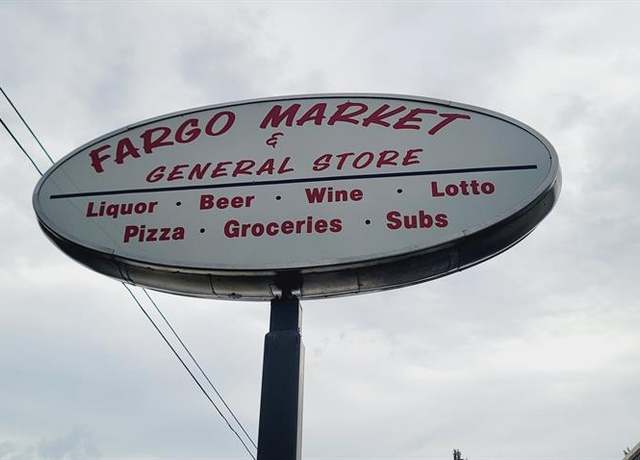 FARGO MARKET
&
GENERAL STORE
Liquor · Beer · Wine · Lotto
Pizza · Groceries · Subs